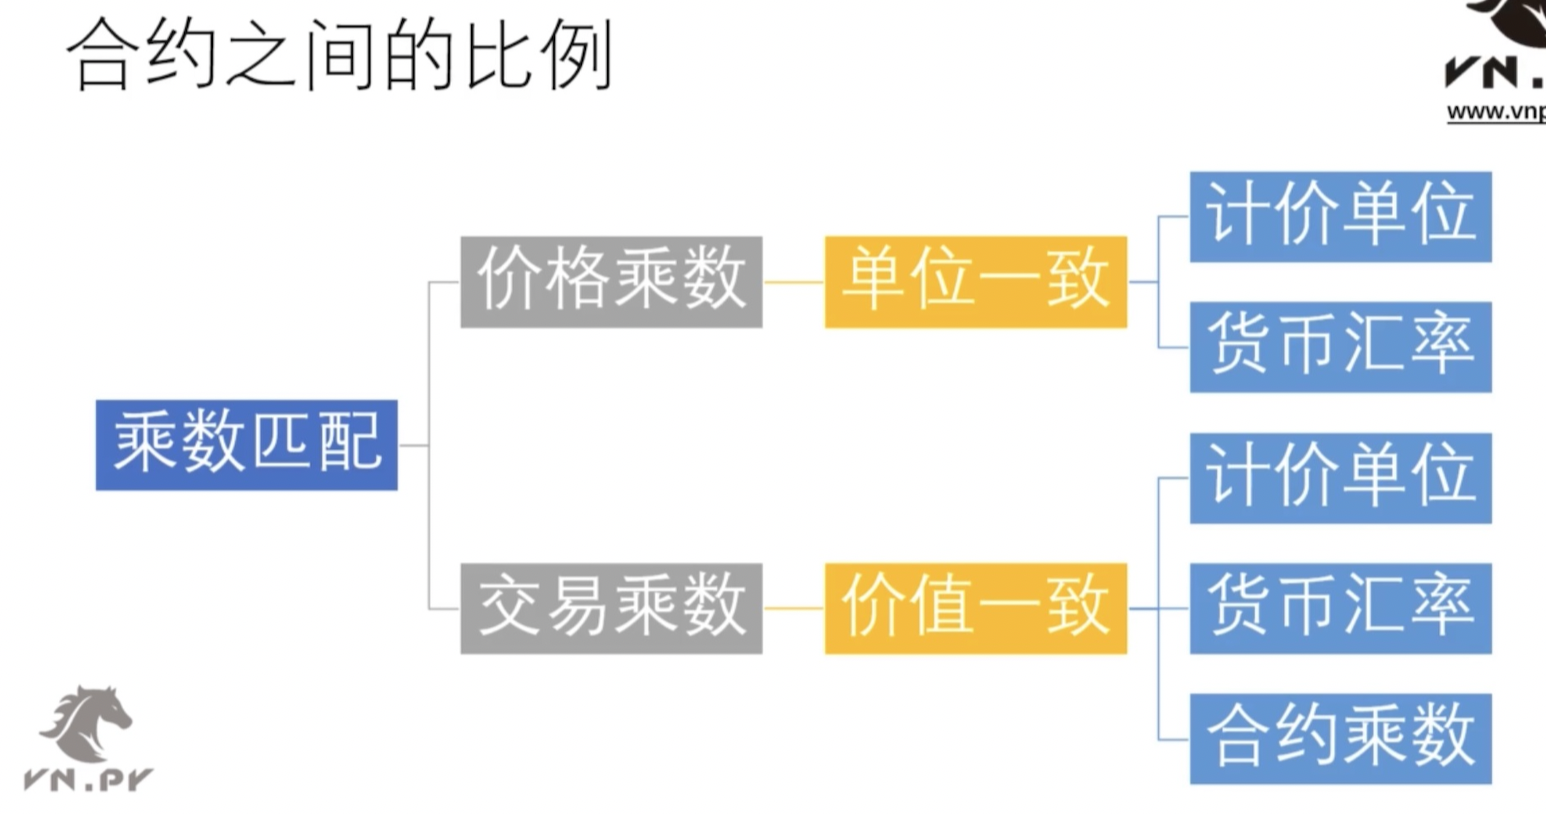 合约之间的比例
VN.
www.vnp
乘数匹配
价格乘数
单位一致
计价单位
货币汇率
交易乘数
价值一致
计价单位
货币汇率
合约乘数
VN.PY